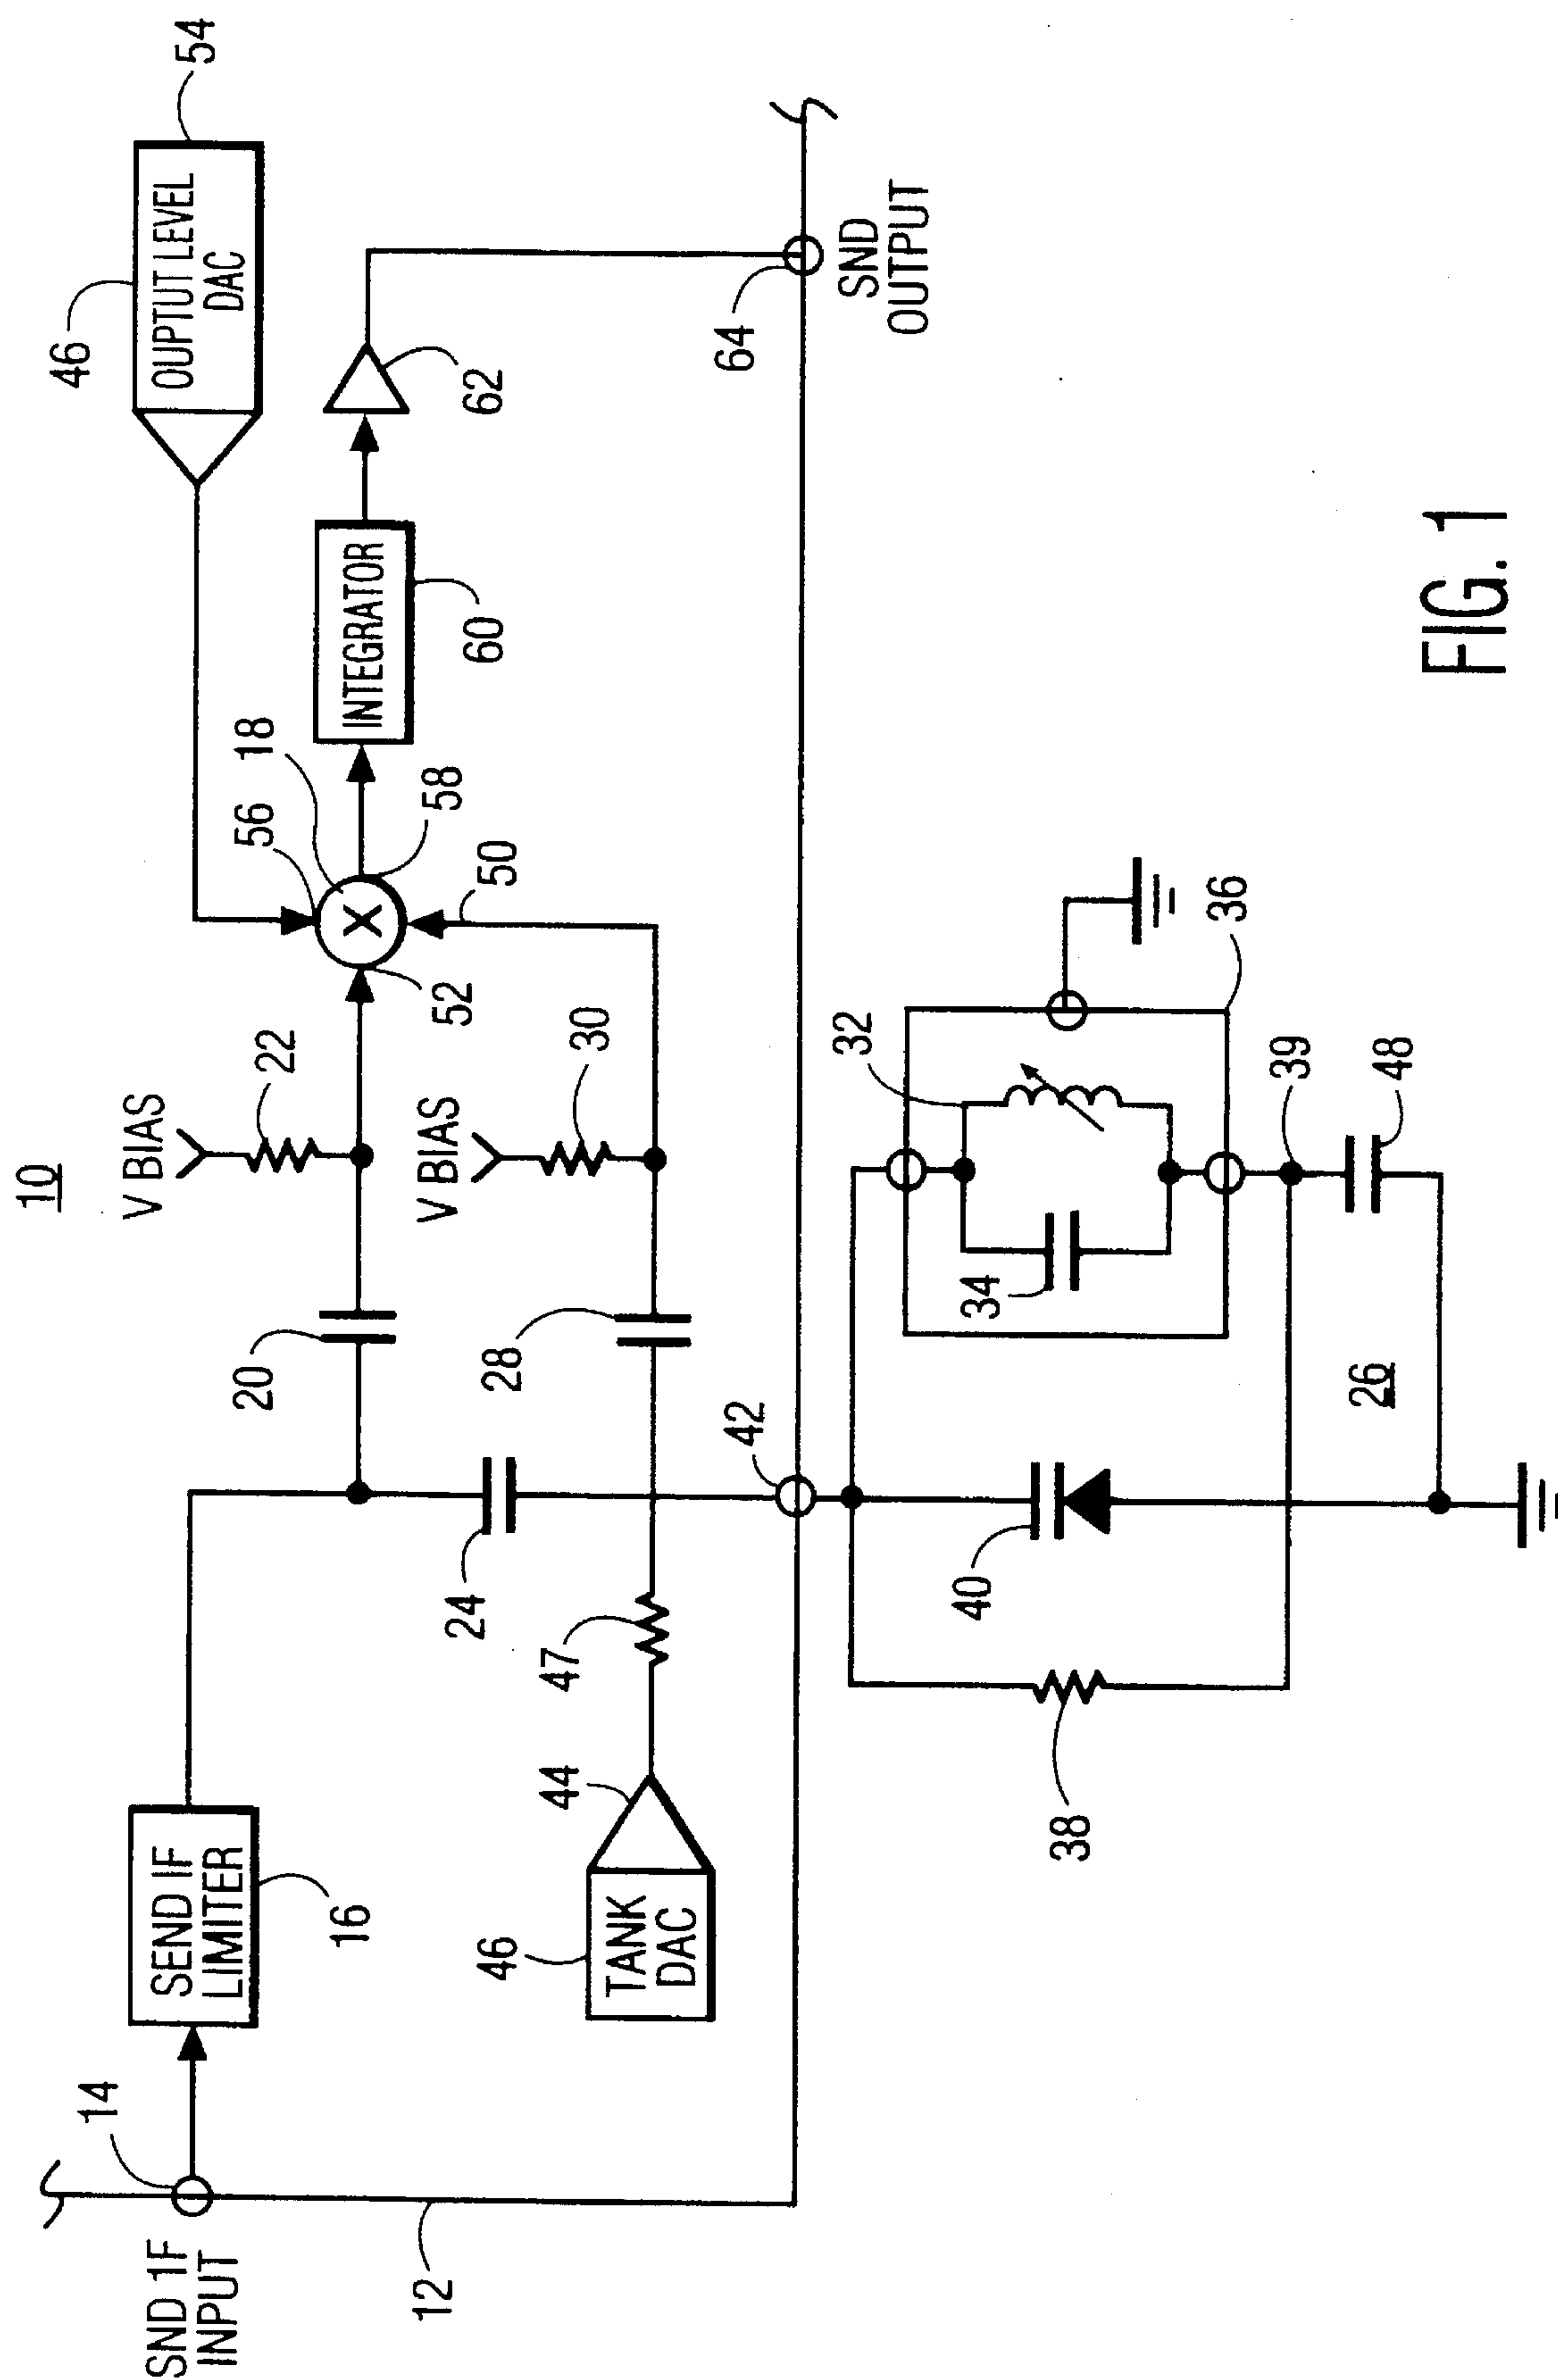 10
46
OUPTUT LEVEL
DAC
54
SND 1F
INPUT
14
SEND IF
LIMITER
16
V BIAS
22
20
56
18
52
58
50
INTEGRATOR
60
62
24
28
V BIAS
30
46
TANK
DAC
44
47
12
42
64
SND
OUTPUT
38
40
34
32
36
39
48
26
FIG. 1